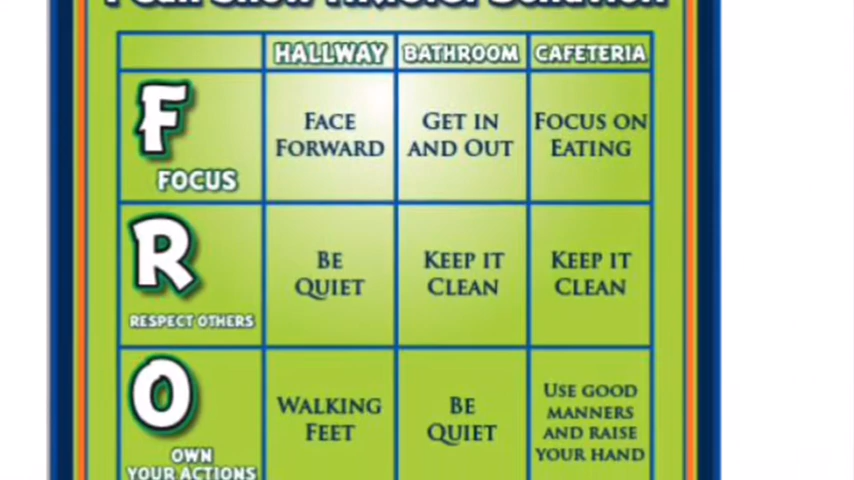 HALLWAY BATHROOM CAFETERIA
F
FOCUS
FACE
FORWARD
GET IN
AND OUT
FOCUS ON
EATING
R
RESPECT OTHERS
BE
QUIET
KEEP IT
CLEAN
KEEP IT
CLEAN
O
OWN
YOUR ACTIONS
WALKING
FEET
BE
QUIET
USE GOOD
MANNERS
AND RAISE
YOUR HAND